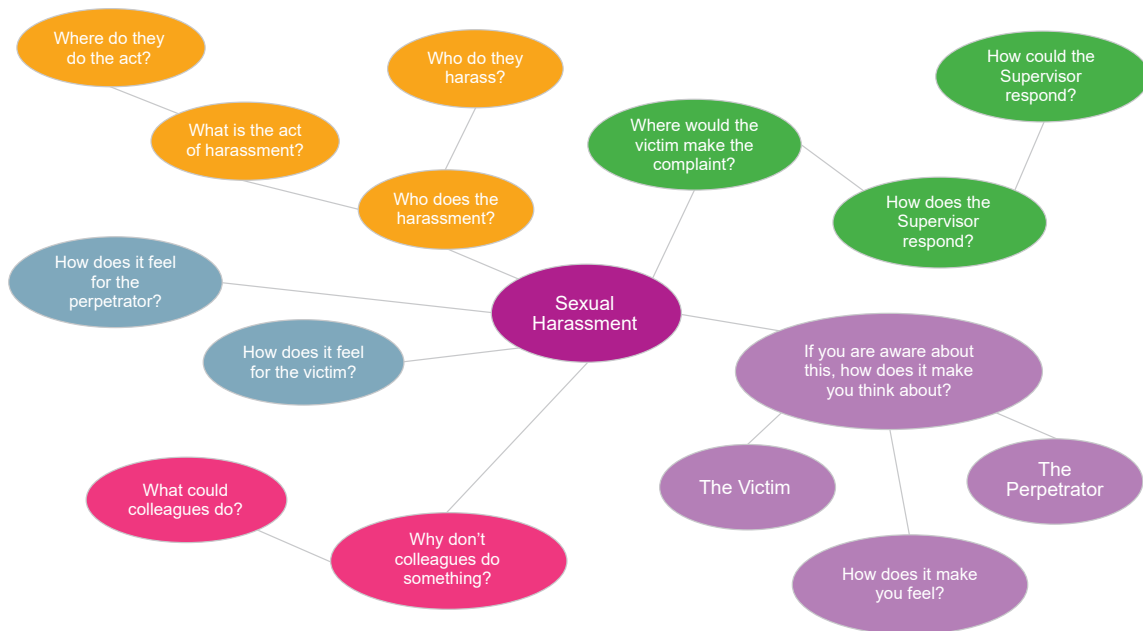 Where do they
do the act?
Who do they
harass?
What is the act
of harassment?
Who does the
harassment?
Where would the
victim make the
complaint?
How could the
Supervisor
respond?
How does the
Supervisor
respond?
How does it feel
for the
perpetrator?
How does it feel
for the victim?
Sexual
Harassment
If you are aware about
this, how does it make
you think about?
The Victim
The
Perpetrator
How does it make
you feel?
What could
colleagues do?
Why don't
colleagues do
something?